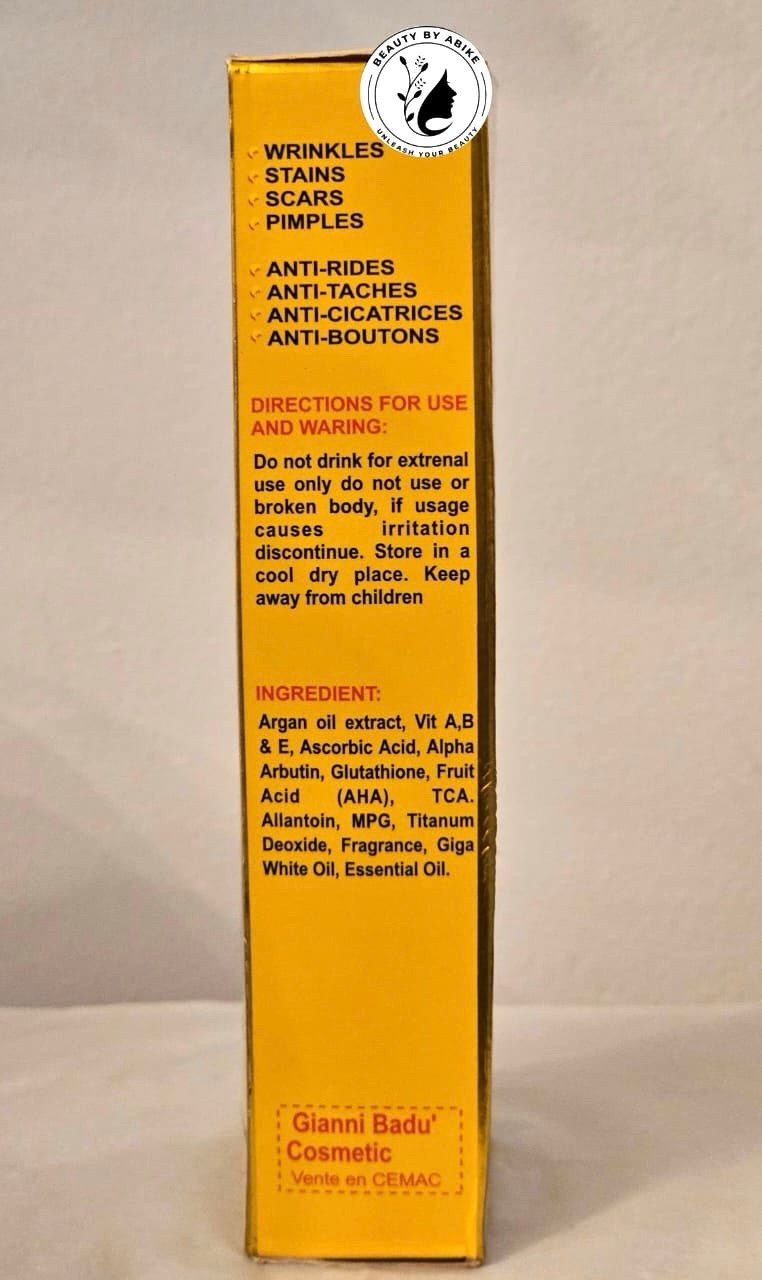 BEAUTY BY ABIKE
UNLEASH YOUR BEAUTY
WRINKLES
STAINS
SCARS
PIMPLES
ANTI-RIDES
ANTI-TACHES
ANTI-CICATRICES
ANTI-BOUTONS
DIRECTIONS FOR USE
AND WARING:
Do not drink for extrenal
use only do not use or
broken body, if usage
causes irritation
discontinue. Store in a
cool dry place. Keep
away from children
INGREDIENT:
Argan oil extract, Vit A,B
& E, Ascorbic Acid, Alpha
Arbutin, Glutathione, Fruit
Acid (AHA), TCA.
Allantoin, MPG, Titanum
Deoxide, Fragrance, Giga
White Oil, Essential Oil.
Gianni Badu'
Cosmetic
Vente en CEMAC